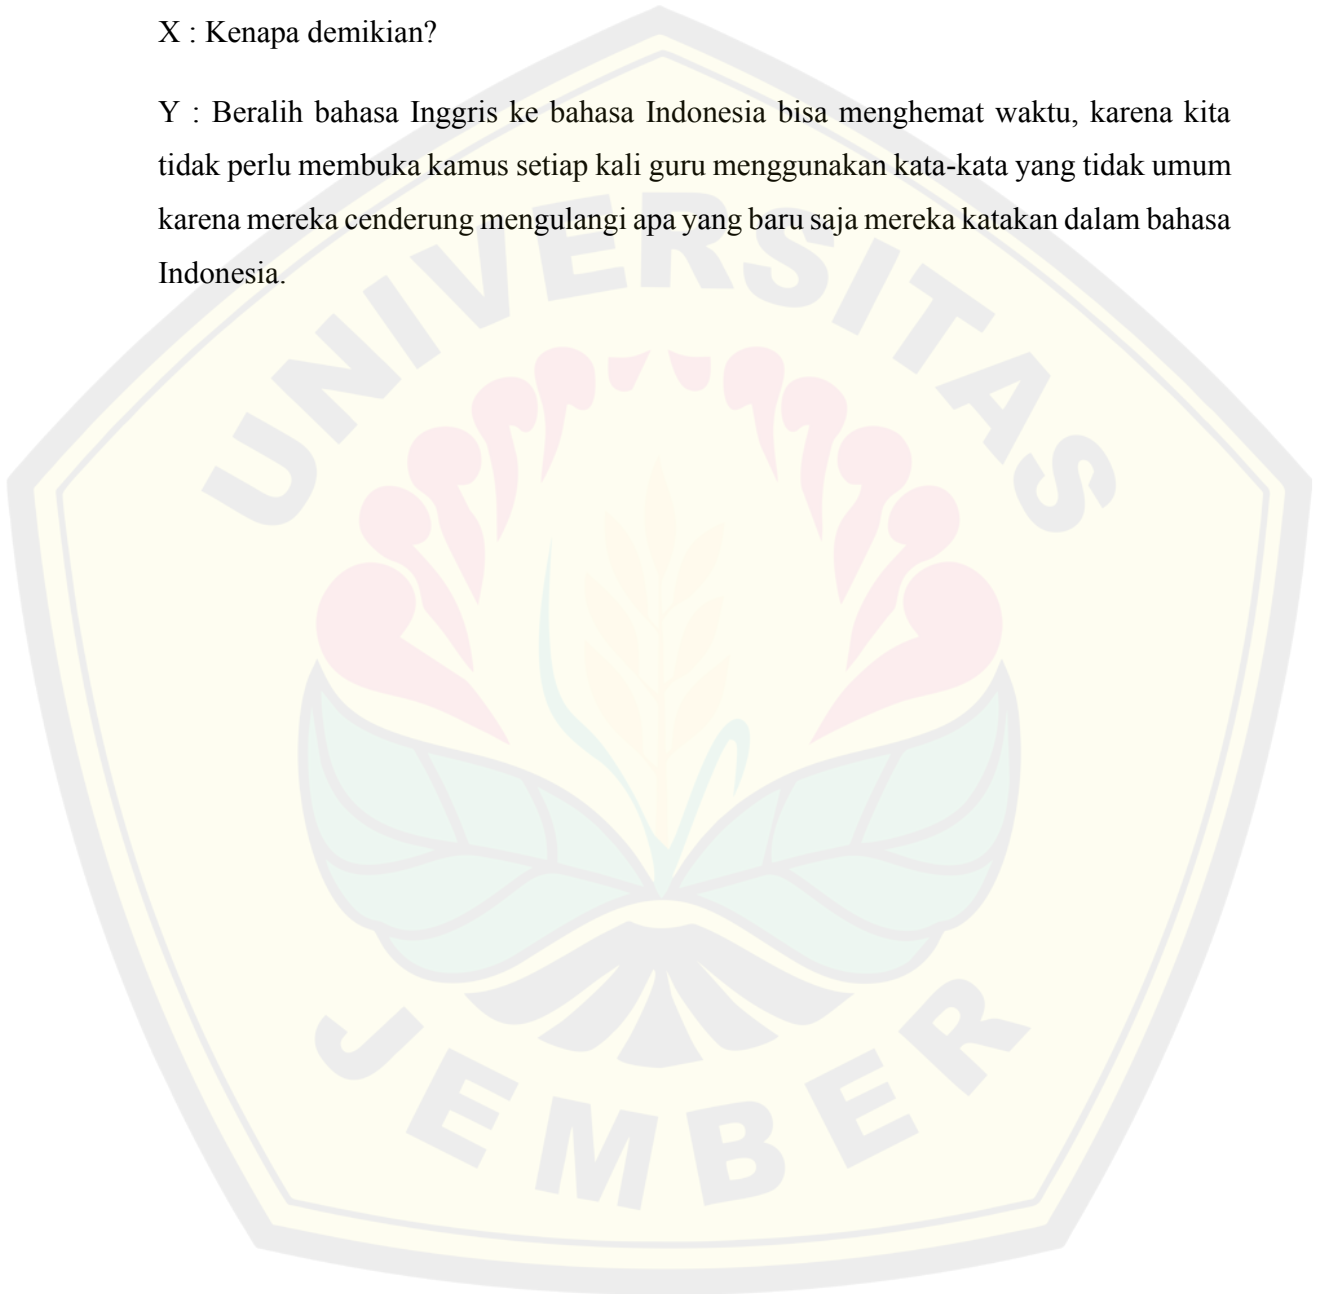 X : Kenapa demikian?
Y : Beralih bahasa Inggris ke bahasa Indonesia bisa menghemat waktu, karena kita
tidak perlu membuka kamus setiap kali guru menggunakan kata-kata yang tidak umum
karena mereka cenderung mengulangi apa yang baru saja mereka katakan dalam bahasa
Indonesia.
UNIVERSITAS
JEMBER